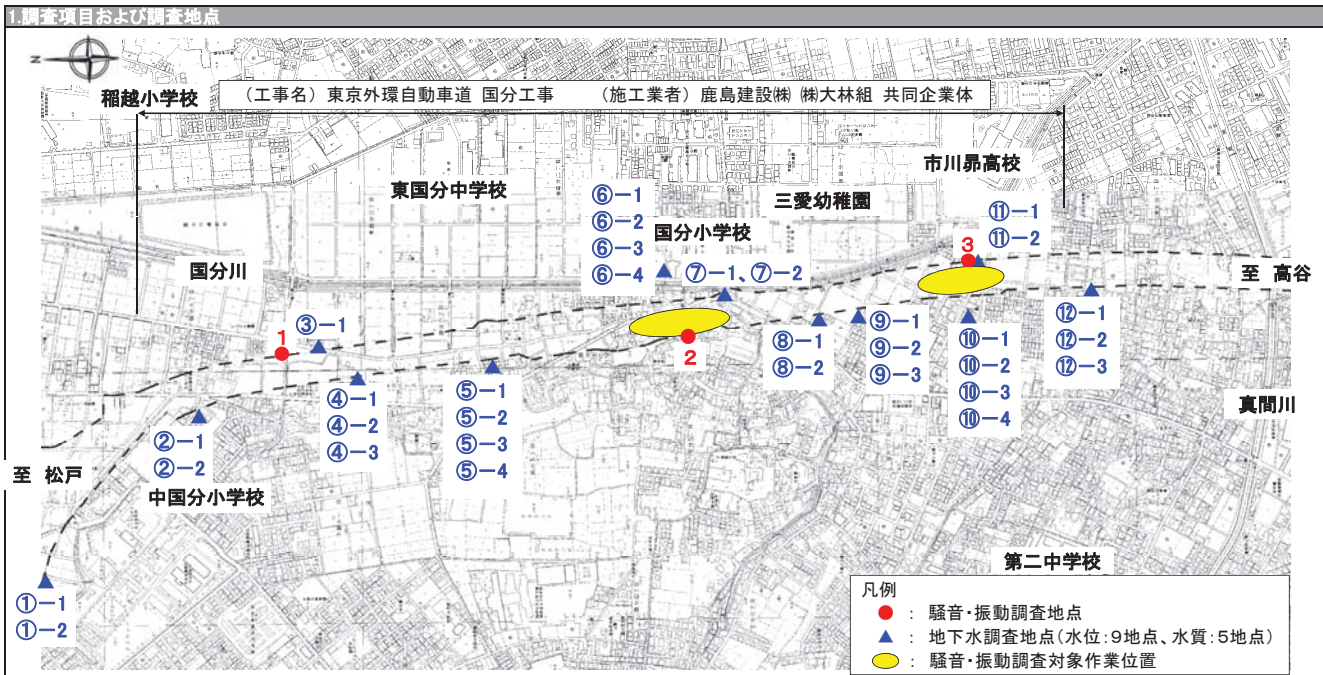 1.調査項目および調査地点
N
稲越小学校
(工事名) 東京外環自動車道 国分工事 (施工業者) 鹿島建設㈱ ㈱大林組 共同企業体
市川昴高校
東国分中学校
⑥-1
⑥-2
⑥-3
⑥-4
三愛幼稚園
国分小学校
⑦-1、⑦-2
3
⑪-1
⑪-2
国分川
至 高谷
1
③-1
2
⑧-1
⑧-2
⑨-1
⑨-2
⑨-3
⑩-1
⑩-2
⑩-3
⑩-4
⑫-1
⑫-2
⑫-3
④-1
④-2
④-3
⑤-1
⑤-2
⑤-3
⑤-4
②-1
②-2
真間川
至 松戸
中国分小学校
第二中学校
①-1
①-2
凡例
: 騒音・振動調査地点
: 地下水調査地点(水位:9地点、水質:5地点)
: 騒音・振動調査対象作業位置